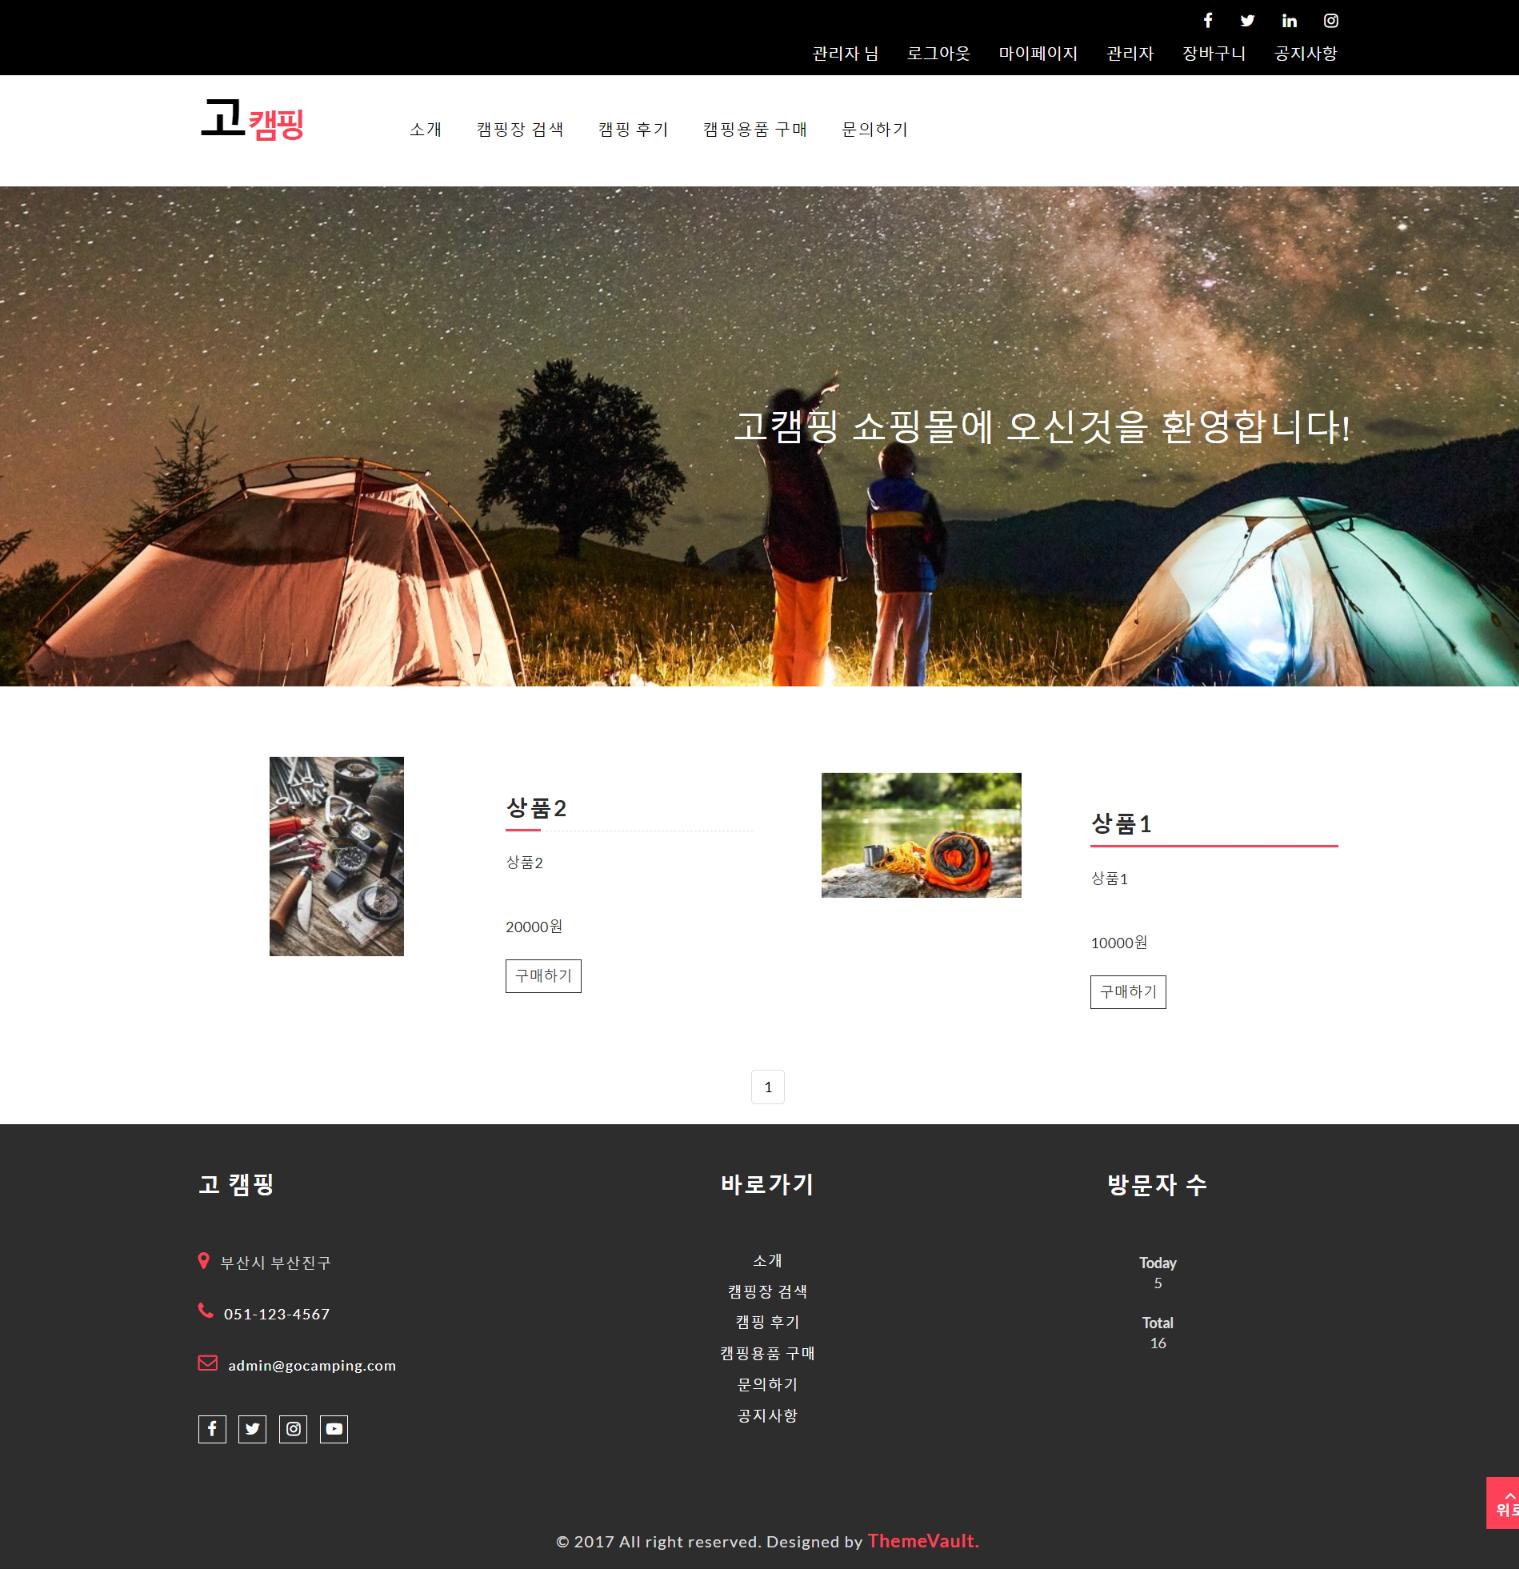 관리자 님 로그아웃 마이페이지 관리자 장바구니 공지사항
고캠핑
소개 캠핑장 검색 캠핑 후기 캠핑용품 구매 문의하기
고캠핑 쇼핑몰에 오신것을 환영합니다!
상품2
상품2
20000원
구매하기
상품1
상품1
10000원
구매하기
1
고 캠핑
부산시 부산진구
051-123-4567
admin@gocamping.com
바로가기
소개
캠핑장 검색
캠핑 후기
캠핑용품 구매
문의하기
공지사항
방문자 수
Today
5
Total
16
위로
© 2017 All right reserved. Designed by ThemeVault.